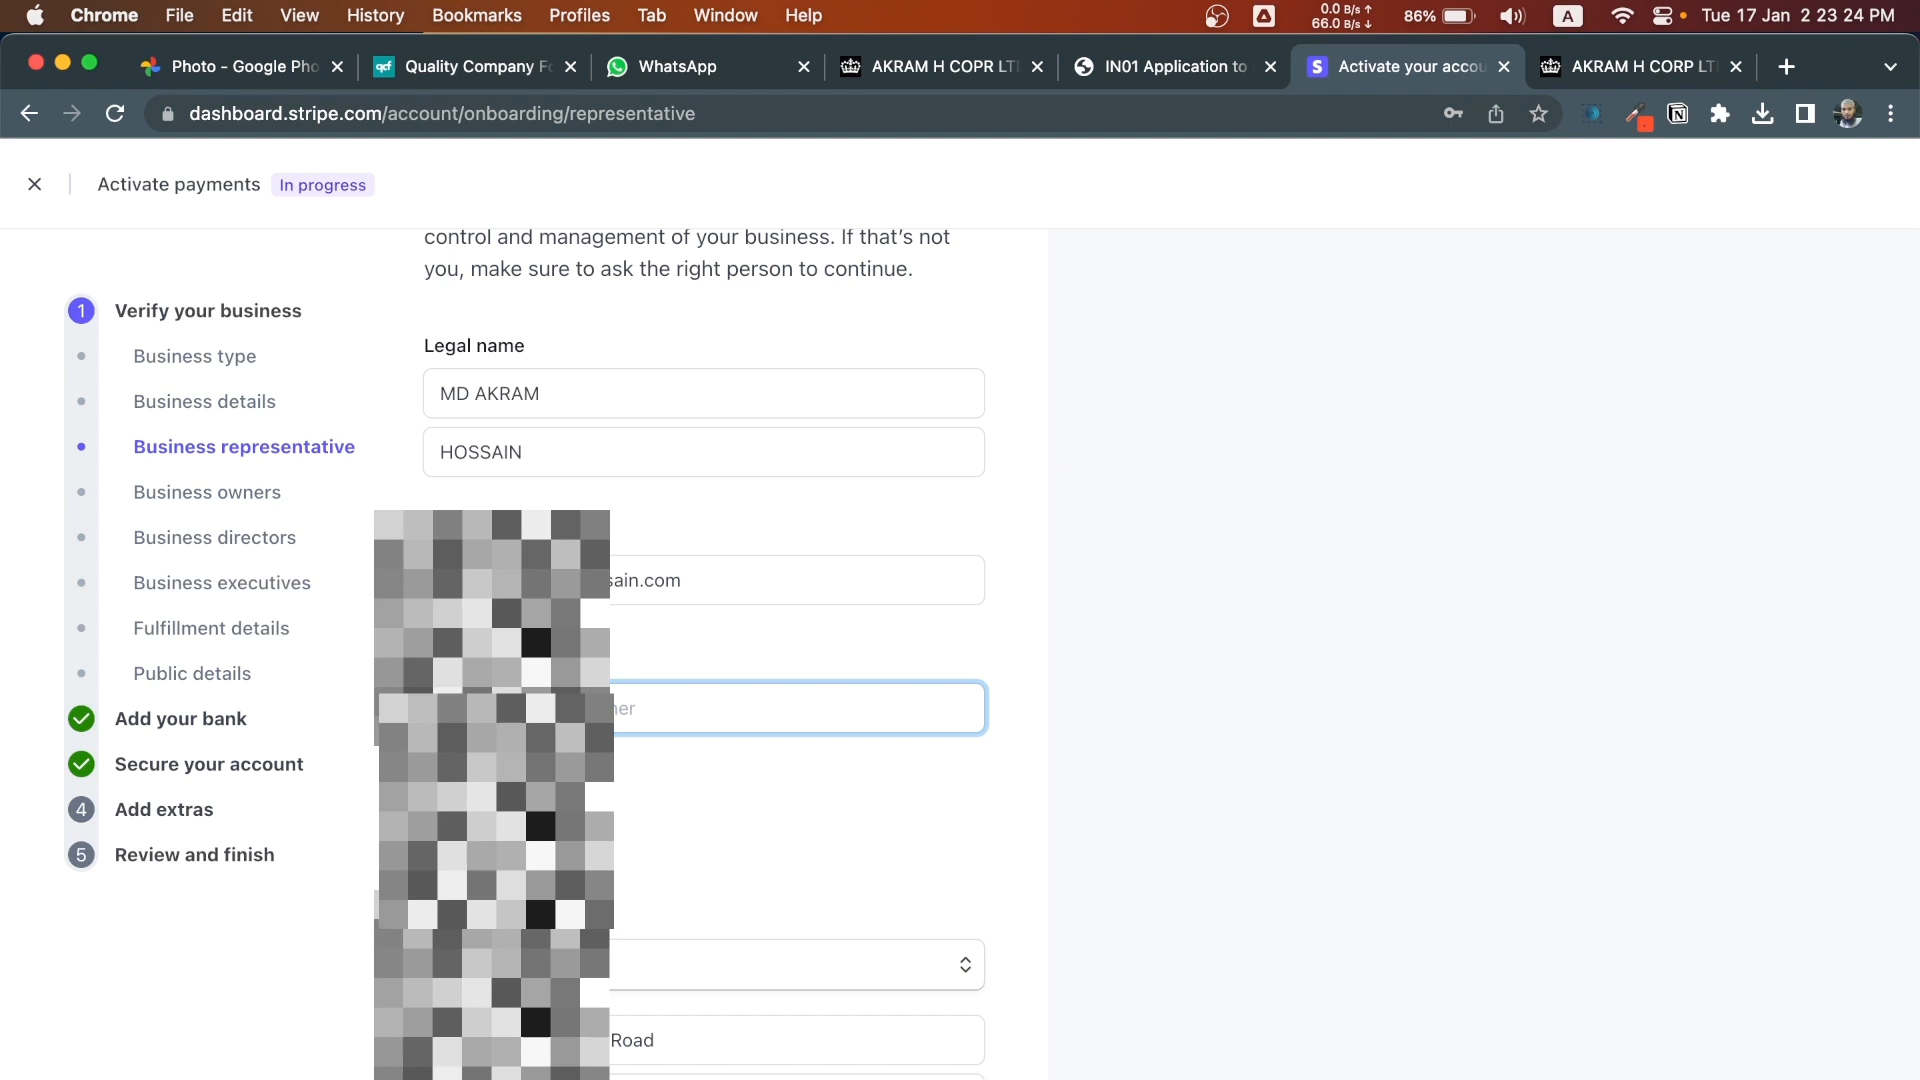 Chrome File Edit View History Bookmarks Profiles Tab Window Help 0.0 B/s↑ 66.0 B/s↓ 86% A Tue 17 Jan 2 23 24 PM
Photo - Google Pho Quality Company Fo WhatsApp AKRAM H COPR LT IN01 Application to Activate your accou AKRAM H CORP LT
dashboard.stripe.com/account/onboarding/representative
Activate payments In progress
control and management of your business. If that's not
you, make sure to ask the right person to continue.
1 Verify your business
Business type
Business details
Business representative
Business owners
Business directors
Business executives
Fulfillment details
Public details
Add your bank
Secure your account
4 Add extras
5 Review and finish
Legal name
MD AKRAM
HOSSAIN
sain.com
ner
Road